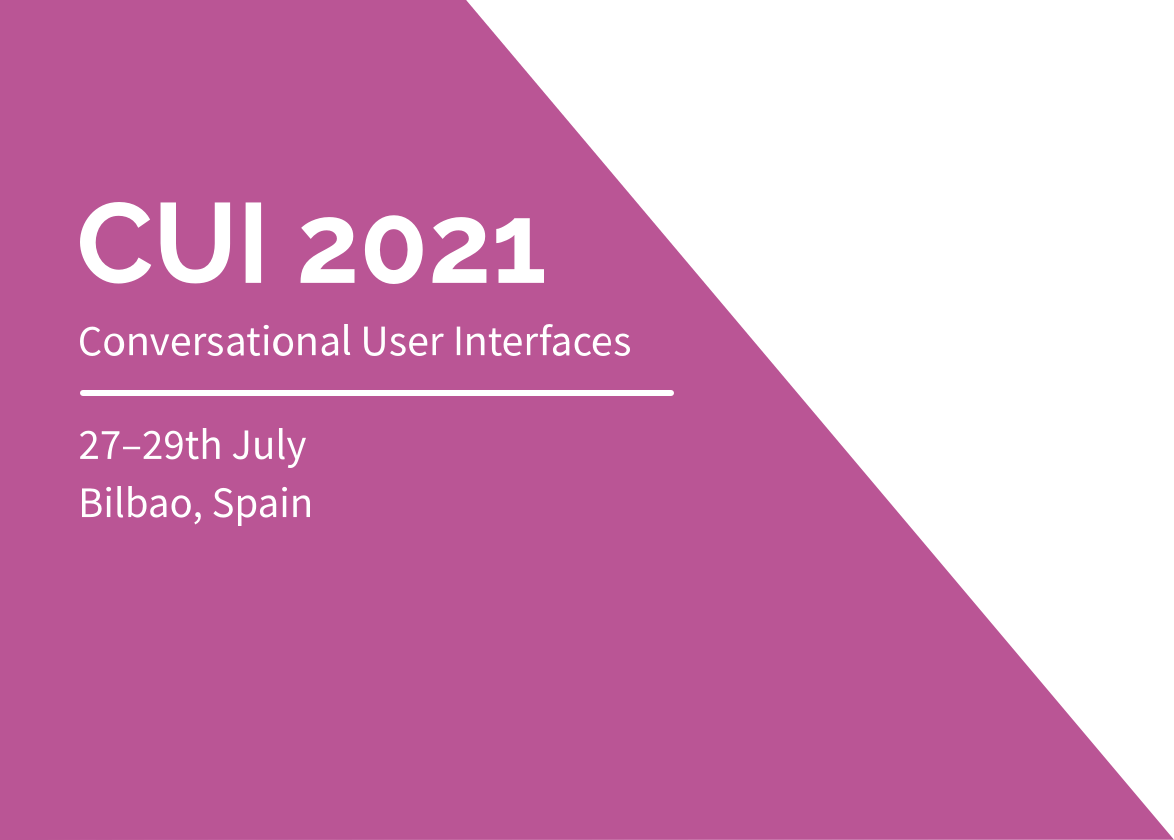 CUI 2021
Conversational User Interfaces
27–29th July
Bilbao, Spain